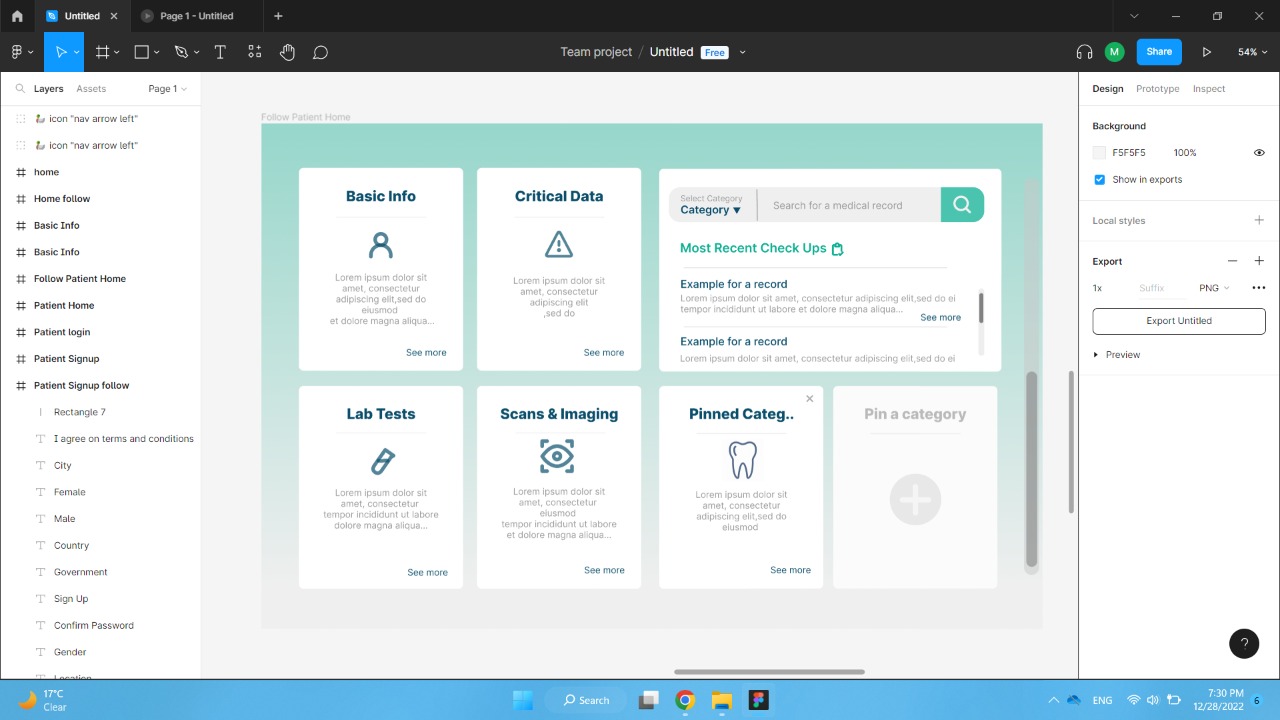 Untitled
Page 1 - Untitled
Team project / Untitled Free
M
Share
54%
Layers
Assets
Page 1
icon "nav arrow left"
icon "nav arrow left"
home
Home follow
Basic Info
Basic Info
Follow Patient Home
Patient Home
Patient login
Patient Signup
Patient Signup follow
Rectangle 7
I agree on terms and conditions
City
Female
Male
Country
Government
Sign Up
Confirm Password
Gender
Location
Follow Patient Home
Basic Info
Lorem ipsum dolor sit
amet, consectetur
adipiscing elit,sed do
eiusmod
et dolore magna aliqua...
See more
Critical Data
Lorem ipsum dolor sit
amet, consectetur
adipiscing elit
,sed do
See more
Select Category
Category ▼
Search for a medical record
Most Recent Check Ups
Example for a record
Lorem ipsum dolor sit amet, consectetur adipiscing elit,sed do ei
tempor incididunt ut labore et dolore magna aliqua...
See more
Example for a record
Lorem ipsum dolor sit amet, consectetur adipiscing elit,sed do ei
Lab Tests
Lorem ipsum dolor sit
amet, consectetur
tempor incididunt ut labore
dolore magna aliqua...
See more
Scans & Imaging
Lorem ipsum dolor sit
amet, consectetur
eiusmod
tempor incididunt ut labore
et dolore magna aliqua...
See more
Pinned Categ..
Lorem ipsum dolor sit
amet, consectetur
adipiscing elit,sed do
eiusmod
See more
Pin a category
Design
Prototype
Inspect
Background
F5F5F5
100%
Show in exports
Local styles
Export
1x
Suffix
PNG
Export Untitled
Preview
?
17°C
Clear
Search
ENG
7:30 PM
12/28/2022
6